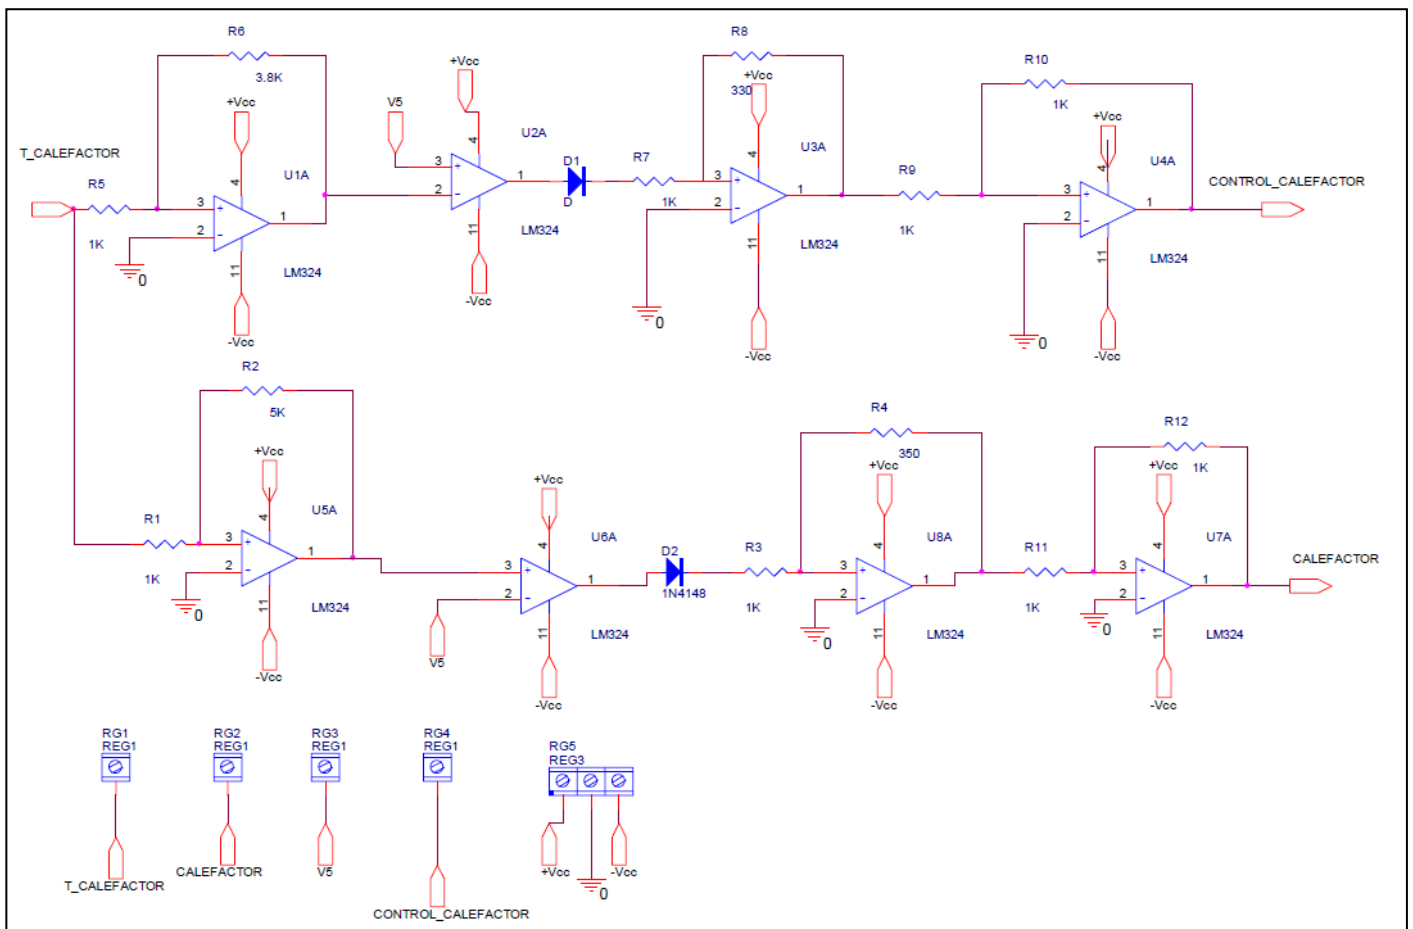 R6
3.8K
+Vcc
T_CALEFACTOR
R5
1K
3
2
+
-
4
11
1
U1A
LM324
0
-Vcc
V5
+Vcc
4
U2A
3
2
+
-
1
11
LM324
-Vcc
D1
D
R7
1K
R8
330
+Vcc
4
U3A
3
2
+
-
1
11
LM324
0
-Vcc
R9
1K
R10
1K
+Vcc
4
U4A
3
2
+
-
1
11
LM324
0
-Vcc
CONTROL_CALEFACTOR
R2
5K
+Vcc
R1
1K
4
U5A
3
2
+
-
1
11
LM324
0
-Vcc
+Vcc
4
U6A
3
2
+
-
1
11
LM324
V5
-Vcc
D2
1N4148
R3
1K
R4
350
+Vcc
4
U8A
3
2
+
-
1
11
LM324
0
-Vcc
R11
1K
R12
1K
+Vcc
4
U7A
3
2
+
-
1
11
LM324
0
-Vcc
CALEFACTOR
RG1
REG1
T_CALEFACTOR
RG2
REG1
CALEFACTOR
RG3
REG1
V5
RG4
REG1
CONTROL_CALEFACTOR
RG5
REG3
+Vcc
0
-Vcc